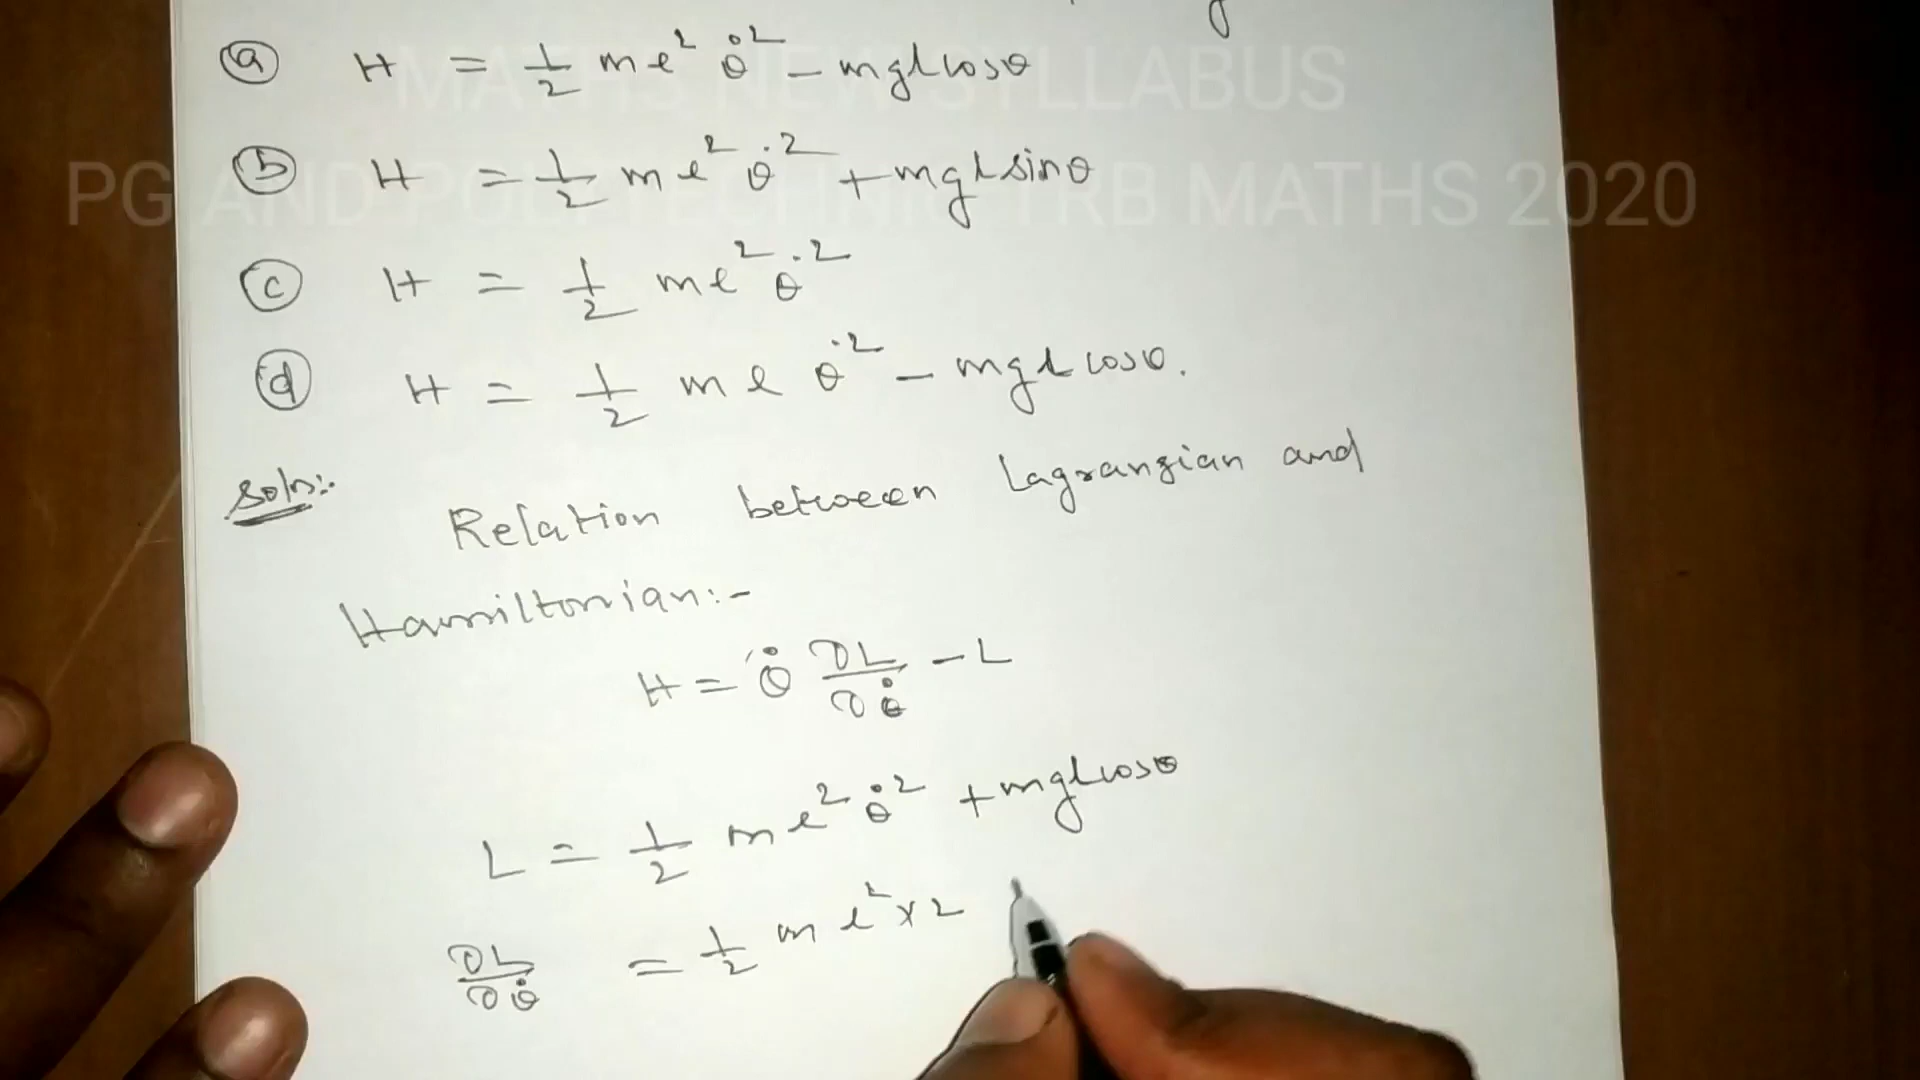 (a) H = 1/2 ml² θ̇² - mgl cosθ
MATHS NEW SYLLABUS
(b) H = 1/2 ml² θ̇² + mgl sinθ
PG AND POLYTECHNIC TRB MATHS 2020
(c) H = 1/2 ml² θ̇²
(d) H = 1/2 ml θ̇² - mgl cosθ.
Soln:-
Relation between Lagrangian and
Hamiltonian:-
H = θ̇ ∂L/∂θ̇ - L
L = 1/2 ml² θ̇² + mgl cosθ
∂L/∂θ̇ = 1/2 ml² × 2